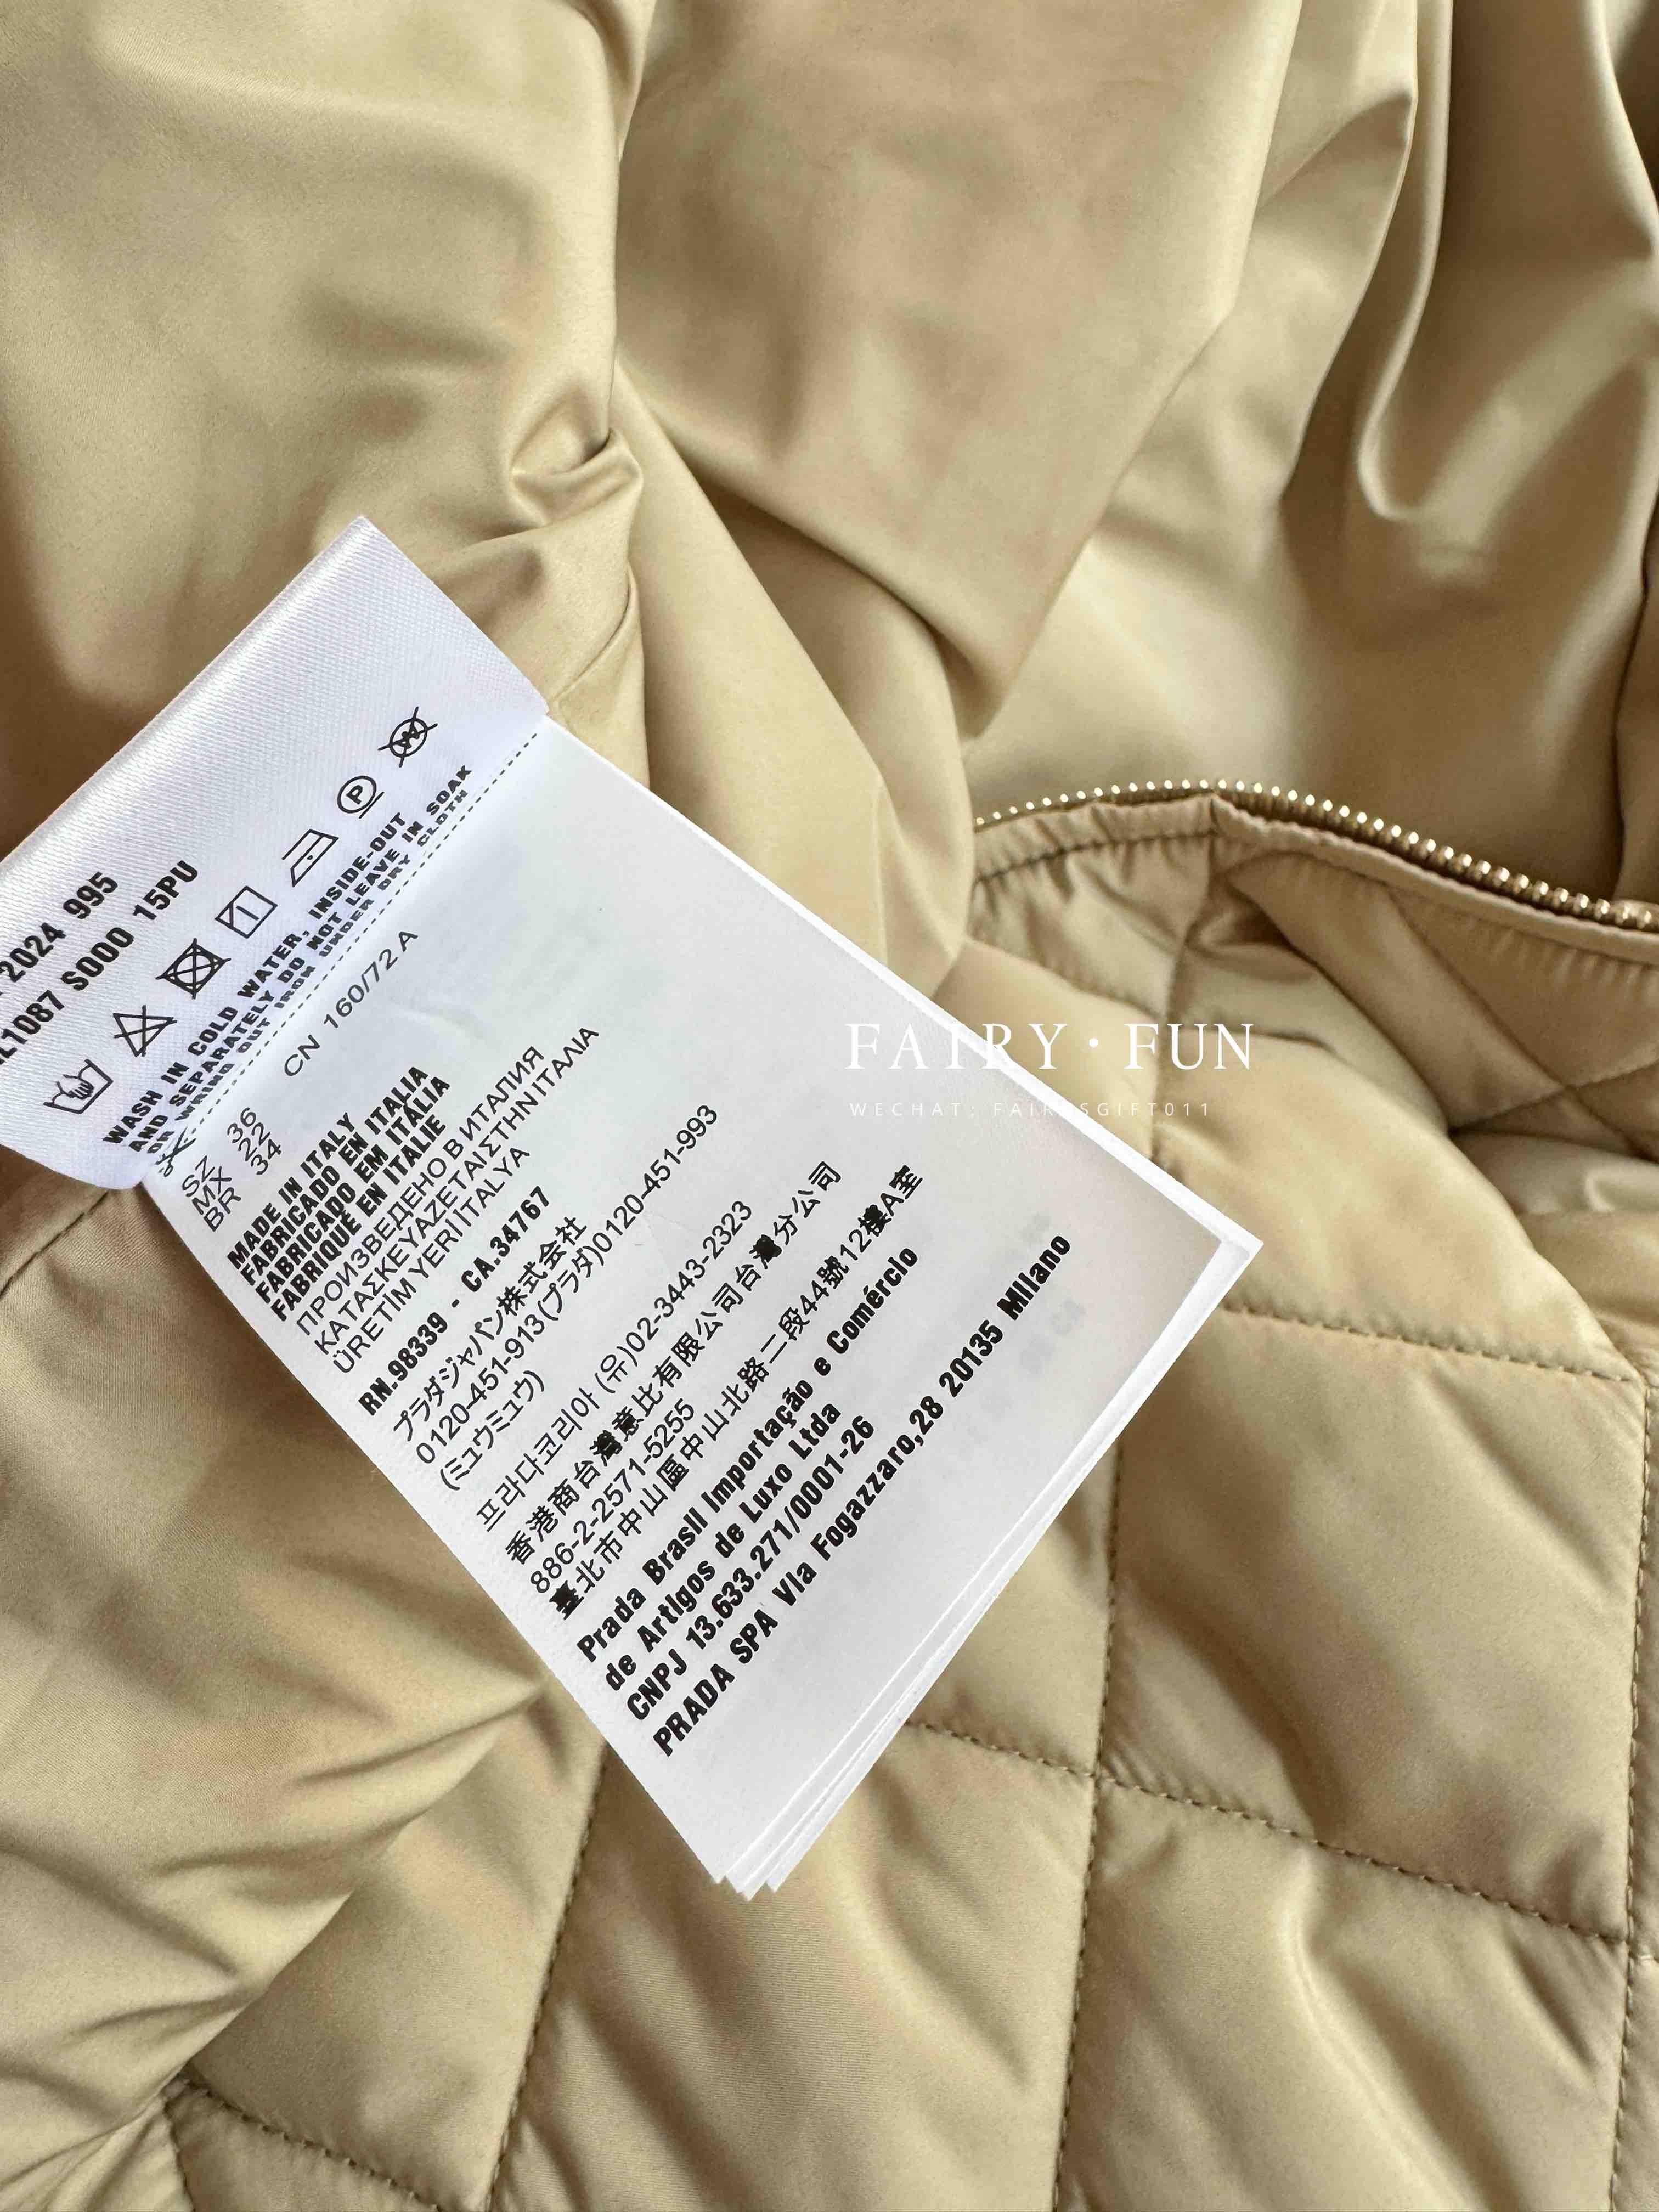 2024 995
L1087 S000 15PU
WASH IN COLD WATER, INSIDE-OUT
AND SEPARATELY DO NOT LEAVE IN SOAK
OR WRING OUT IRON UNDER DRY CLOTH
CN 160/72A
SZ 36
MX 22
BR 34
MADE IN ITALY
FABRICADO EN ITALIA
FABRICADO EM ITÁLIA
FABRIQUÉ EN ITALIE
ПРОИЗВЕДЕНО В ИТАЛИЯ
ΚΑΤΑΣΚΕΥΑΖΕΤΑΙ ΣΤΗΝ ΙΤΑΛΙΑ
ÜRETİM YERİ İTALYA
RN.98339 - CA.34767
プラダジャパン株式会社
0120-451-913(プラダ)0120-451-993
(ミュウミュウ)
프라다코리아 (유)02-3443-2323
香港商台灣意比有限公司台灣分公司
886-2-2571-5255
臺北市中山區中山北路二段44號12樓A室
Prada Brasil Importação e Comércio
de Artigos de Luxo Ltda
CNPJ 13.633.271/0001-26
PRADA SPA Via Fogazzaro,28 20135 Milano
FAIRY·FUN
WECHAT: